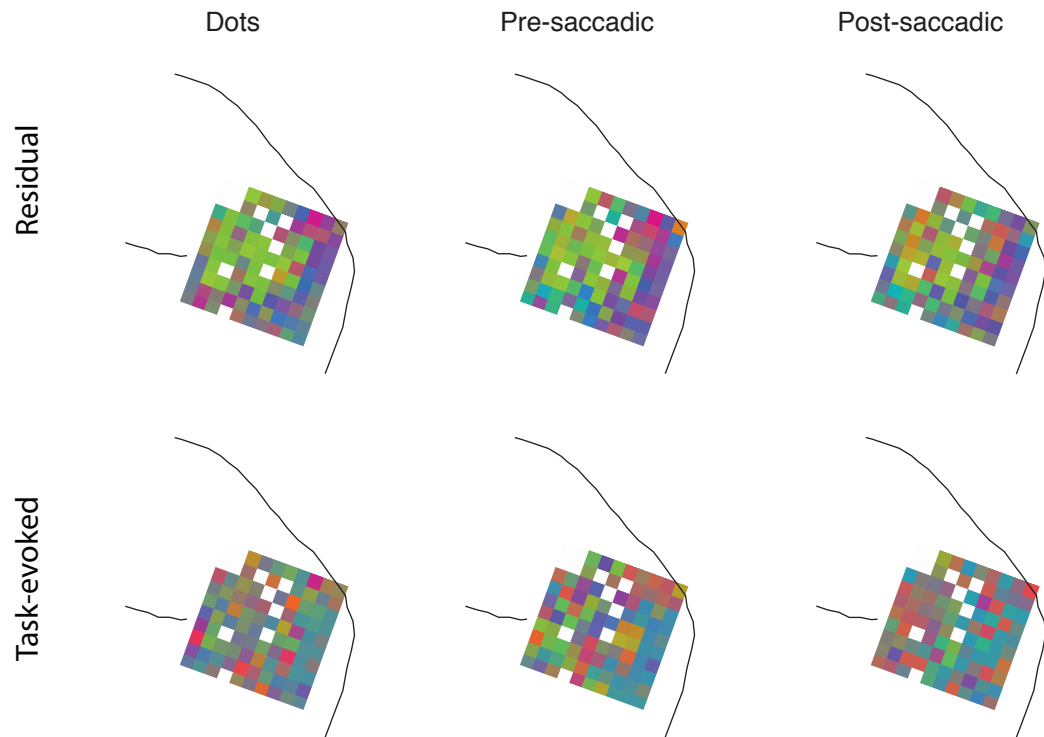 Dots
Pre-saccadic
Post-saccadic
Residual
Task-evoked